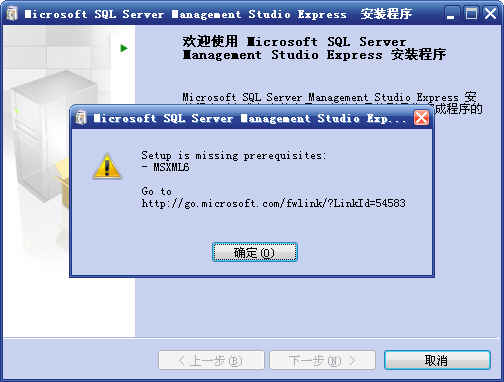 Microsoft SQL Server Management Studio Express 安装程序
欢迎使用 Microsoft SQL Server
Management Studio Express 安装程序
Microsoft SQL Server Management Studio Express 安
成程序的
Microsoft SQL Server Management Studio Exp...
Setup is missing prerequisites:
- MSXML6
Go to
http://go.microsoft.com/fwlink/?LinkId=54583
确定(O)
< 上一步(B)
下一步(N) >
取消